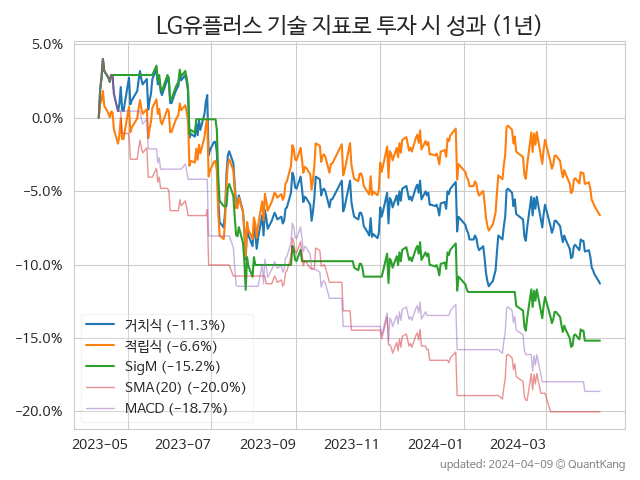 LG유플러스 기술 지표로 투자 시 성과 (1년)
5.0%
0.0%
−5.0%
−10.0%
−15.0%
−20.0%
거치식 (−11.3%)
적립식 (−6.6%)
SigM (−15.2%)
SMA(20) (−20.0%)
MACD (−18.7%)
2023-05 2023-07 2023-09 2023-11 2024-01 2024-03
updated: 2024-04-09 © QuantKang